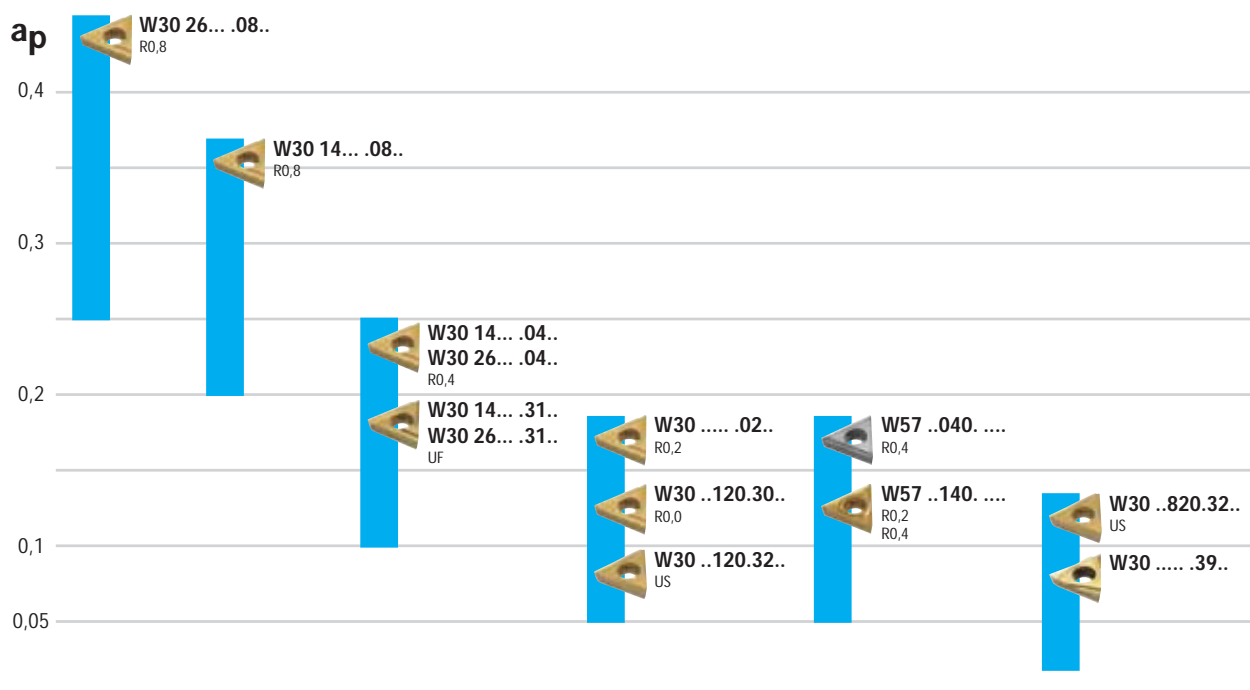 ap
W30 26... .08..
R0,8
0,4
W30 14... .08..
R0,8
0,3
W30 14... .04..
W30 26... .04..
R0,4
0,2
W30 14... .31..
W30 26... .31..
UF
W30 ..... .02..
R0,2
W30 ..120.30..
R0,0
W30 ..120.32..
US
W57 ..040. ....
R0,4
W57 ..140. ....
R0,2
R0,4
W30 ..820.32..
US
W30 ..... .39..
0,1
0,05